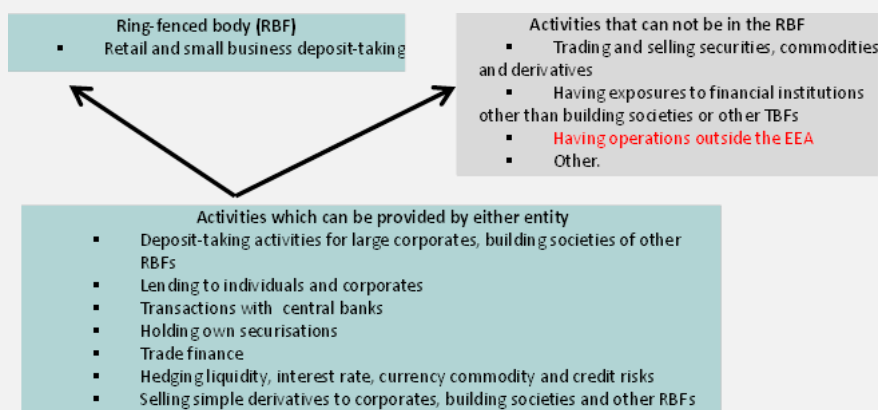 Ring-fenced body (RBF)
▪ Retail and small business deposit-taking
Activities that can not be in the RBF
▪ Trading and selling securities, commodities
and derivatives
▪ Having exposures to financial institutions
other than building societies or other TBFs
▪ Having operations outside the EEA
▪ Other.
Activities which can be provided by either entity
▪ Deposit-taking activities for large corporates, building societies of other
RBFs
▪ Lending to individuals and corporates
▪ Transactions with central banks
▪ Holding own securisations
▪ Trade finance
▪ Hedging liquidity, interest rate, currency commodity and credit risks
▪ Selling simple derivatives to corporates, building societies and other RBFs